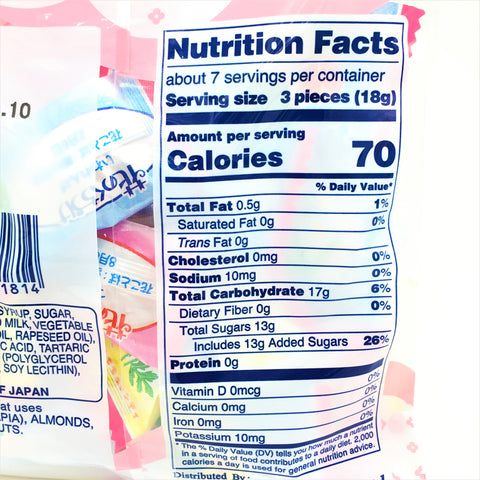 .10
1814
SYRUP, SUGAR,
MILK, VEGETABLE
OIL, RAPESEED OIL),
ACID, TARTARIC
(POLYGLYCEROL
SOY LECITHIN),
OF JAPAN
at uses
ALMONDS,
Nutrition Facts
about 7 servings per container
Serving size 3 pieces (18g)
Amount per serving
Calories 70
% Daily Value*
Total Fat 0.5g 1%
Saturated Fat 0g 0%
Trans Fat 0g
Cholesterol 0mg 0%
Sodium 10mg 0%
Total Carbohydrate 17g 6%
Dietary Fiber 0g 0%
Total Sugars 13g
Includes 13g Added Sugars 26%
Protein 0g
Vitamin D 0mcg 0%
Calcium 0mg 0%
Iron 0mg 0%
Potassium 10mg 0%
* The % Daily Value (DV) tells you how much a nutrient
in a serving of food contributes to a daily diet. 2,000
calories a day is used for general nutrition advice.
Distributed By